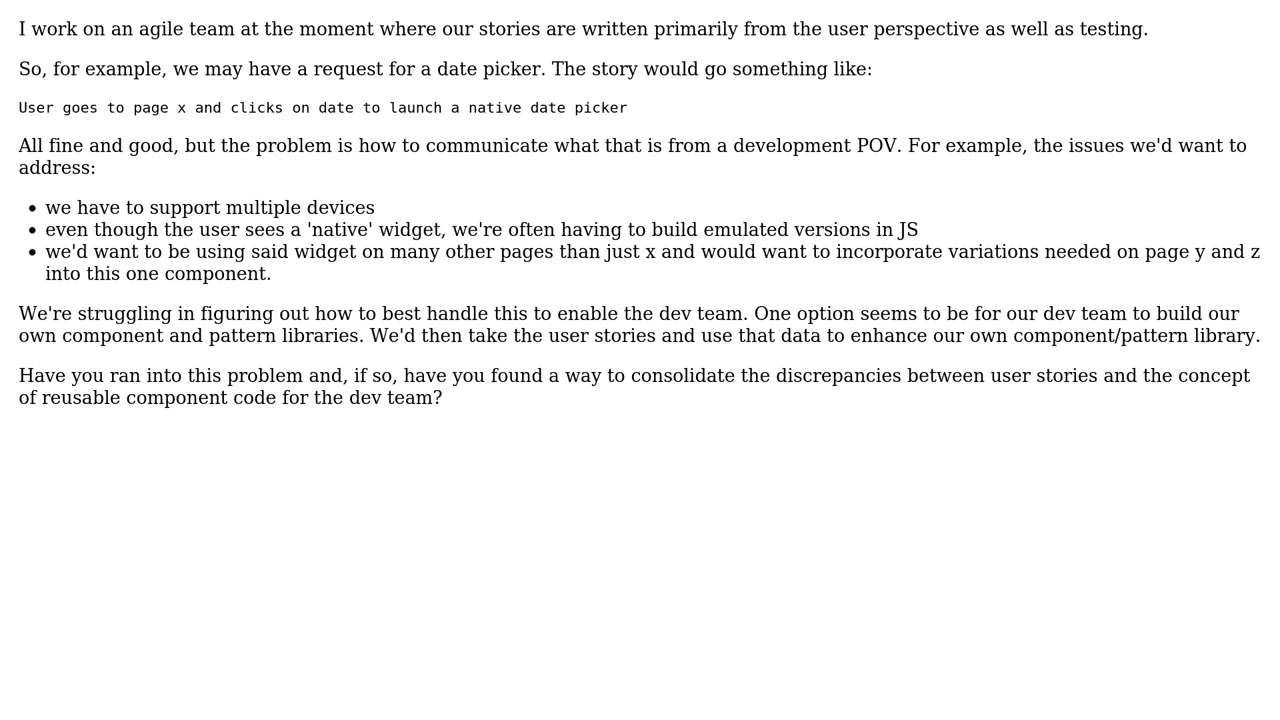 I work on an agile team at the moment where our stories are written primarily from the user perspective as well as testing.
So, for example, we may have a request for a date picker. The story would go something like:
User goes to page x and clicks on date to launch a native date picker
All fine and good, but the problem is how to communicate what that is from a development POV. For example, the issues we'd want to
address:
• we have to support multiple devices
• even though the user sees a 'native' widget, we're often having to build emulated versions in JS
• we'd want to be using said widget on many other pages than just x and would want to incorporate variations needed on page y and z
into this one component.
We're struggling in figuring out how to best handle this to enable the dev team. One option seems to be for our dev team to build our
own component and pattern libraries. We'd then take the user stories and use that data to enhance our own component/pattern library.
Have you ran into this problem and, if so, have you found a way to consolidate the discrepancies between user stories and the concept
of reusable component code for the dev team?